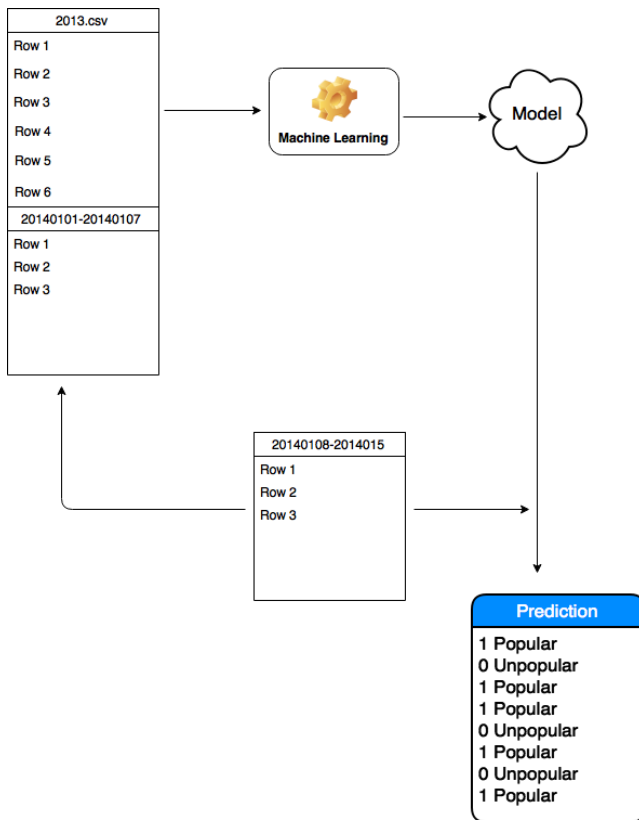 2013.csv
Row 1
Row 2
Row 3
Row 4
Row 5
Row 6
20140101-20140107
Row 1
Row 2
Row 3
Machine Learning
Model
20140108-2014015
Row 1
Row 2
Row 3
Prediction
1 Popular
0 Unpopular
1 Popular
1 Popular
0 Unpopular
1 Popular
0 Unpopular
1 Popular